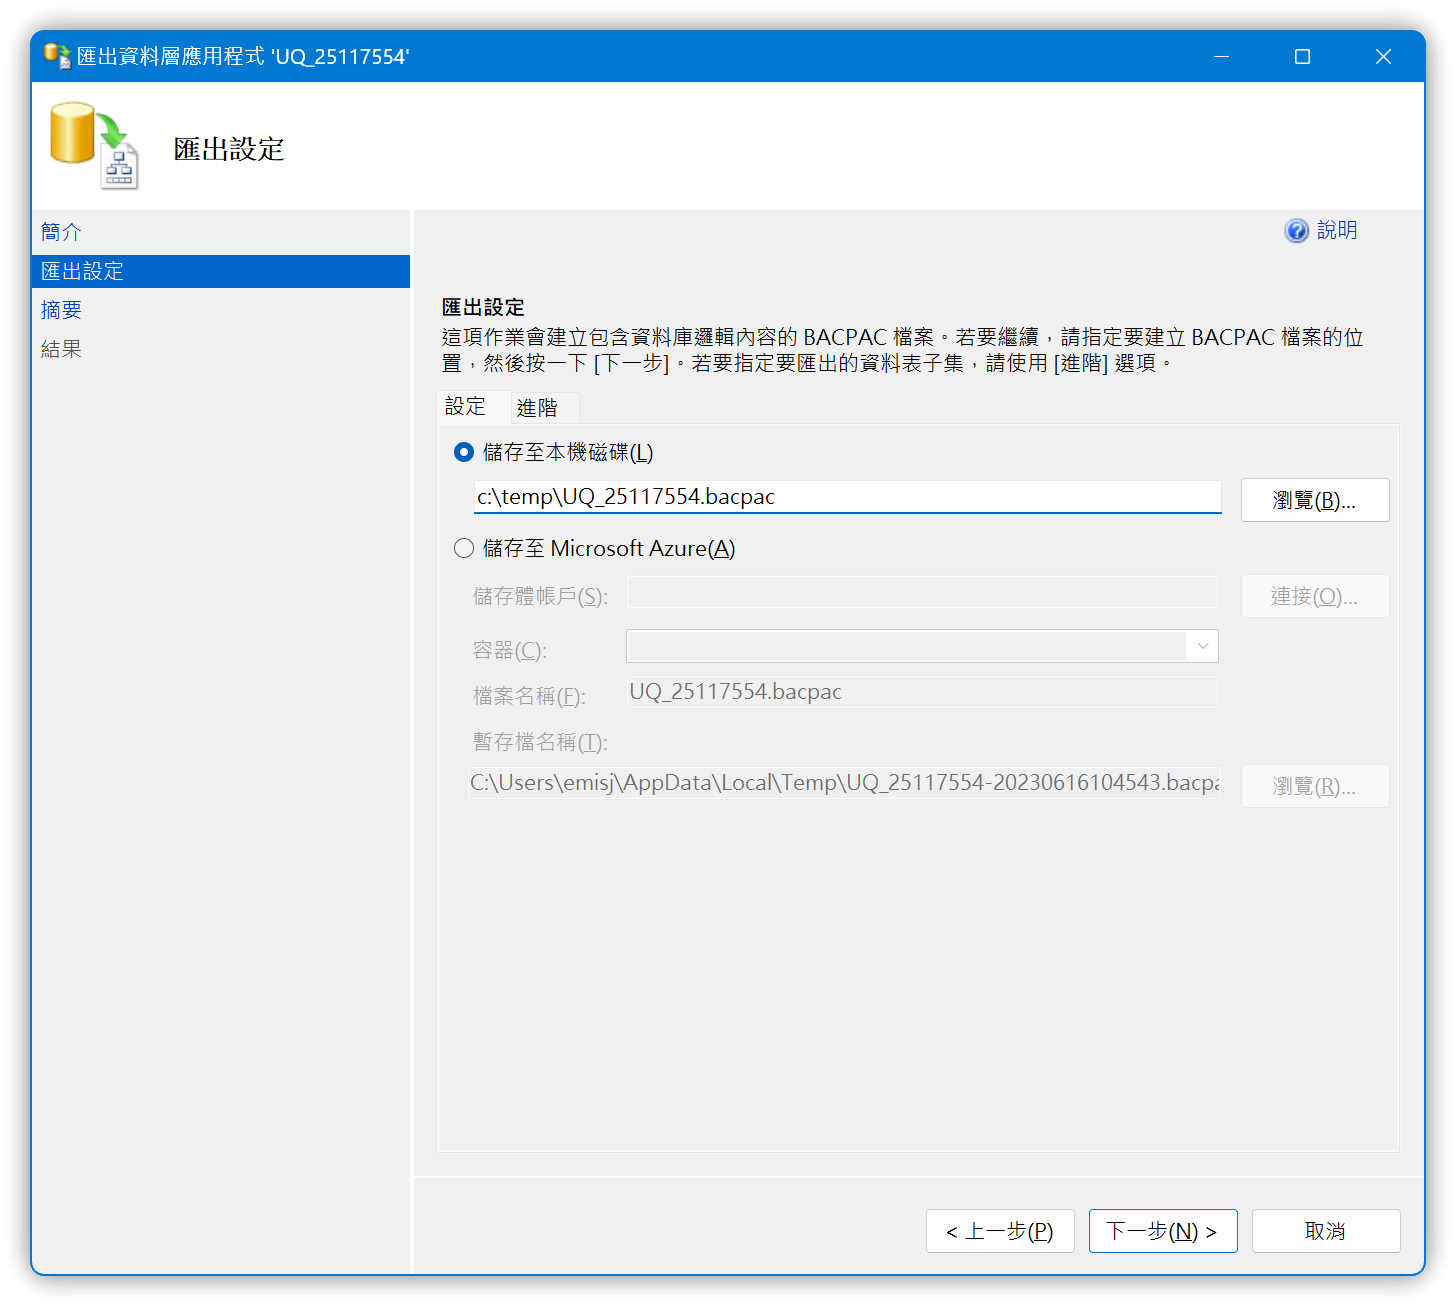 匯出資料層應用程式 'UQ_25117554'
匯出設定
簡介
匯出設定
摘要
結果
說明
匯出設定
這項作業會建立包含資料庫邏輯內容的 BACPAC 檔案。若要繼續，請指定要建立 BACPAC 檔案的位
置，然後按一下 [下一步]。若要指定要匯出的資料表子集，請使用 [進階] 選項。
設定 進階
儲存至本機磁碟(L)
c:\temp\UQ_25117554.bacpac 瀏覽(B)...
儲存至 Microsoft Azure(A)
儲存體帳戶(S): 連接(O)...
容器(C):
檔案名稱(F): UQ_25117554.bacpac
暫存檔名稱(T):
C:\Users\emisj\AppData\Local\Temp\UQ_25117554-20230616104543.bacpa 瀏覽(R)...
< 上一步(P) 下一步(N) > 取消